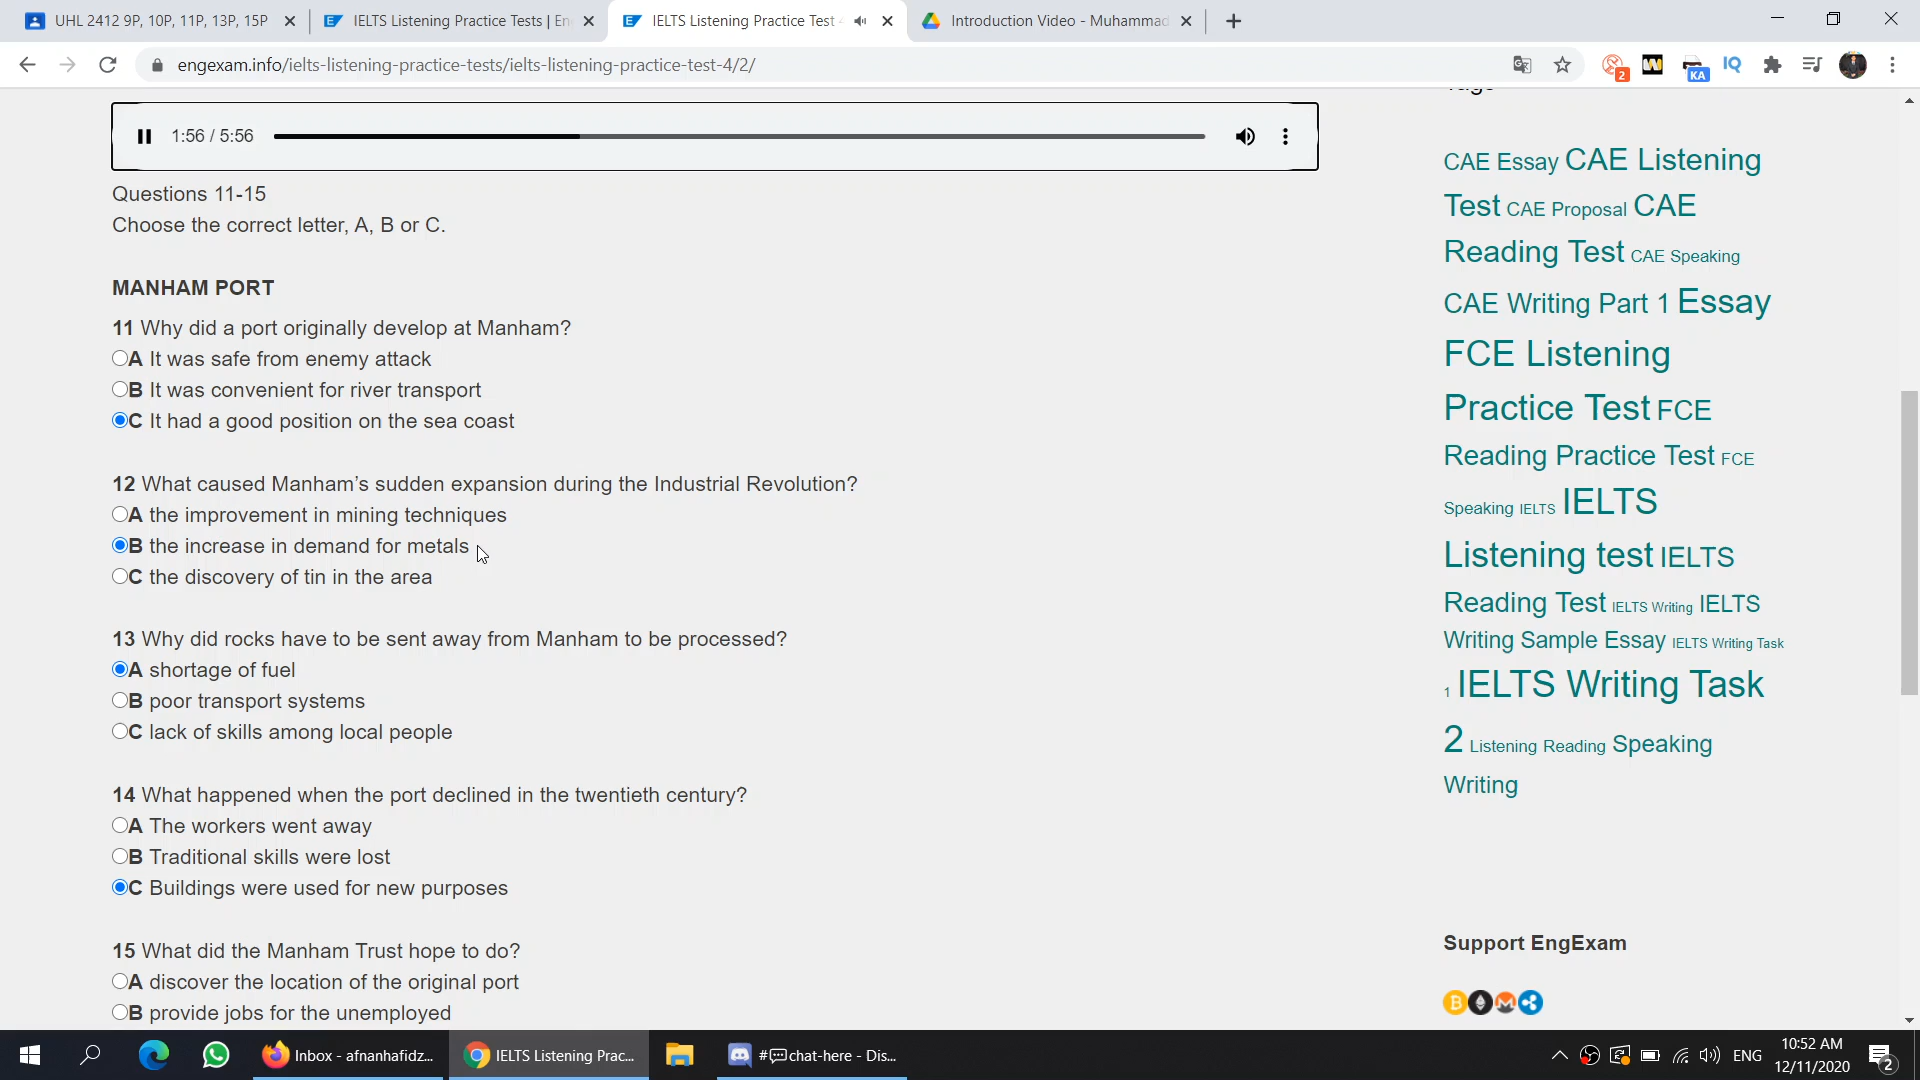 UHL 2412 9P, 10P, 11P, 13P, 15P
IELTS Listening Practice Tests | En
IELTS Listening Practice Test
Introduction Video - Muhammad
engexam.info/ielts-listening-practice-tests/ielts-listening-practice-test-4/2/
2
KA
IQ
1:56 / 5:56
Questions 11-15
Choose the correct letter, A, B or C.
MANHAM PORT
11 Why did a port originally develop at Manham?
A It was safe from enemy attack
B It was convenient for river transport
C It had a good position on the sea coast
12 What caused Manham’s sudden expansion during the Industrial Revolution?
A the improvement in mining techniques
B the increase in demand for metals
C the discovery of tin in the area
13 Why did rocks have to be sent away from Manham to be processed?
A shortage of fuel
B poor transport systems
C lack of skills among local people
14 What happened when the port declined in the twentieth century?
A The workers went away
B Traditional skills were lost
C Buildings were used for new purposes
15 What did the Manham Trust hope to do?
A discover the location of the original port
B provide jobs for the unemployed
Tags
CAE Essay CAE Listening
Test CAE Proposal CAE
Reading Test CAE Speaking
CAE Writing Part 1 Essay
FCE Listening
Practice Test FCE
Reading Practice Test FCE
Speaking IELTS IELTS
Listening test IELTS
Reading Test IELTS Writing IELTS
Writing Sample Essay IELTS Writing Task
1 IELTS Writing Task
2 Listening Reading Speaking
Writing
Support EngExam
Inbox - afnanhafidz...
IELTS Listening Prac...
#chat-here - Dis...
ENG
10:52 AM
12/11/2020
2